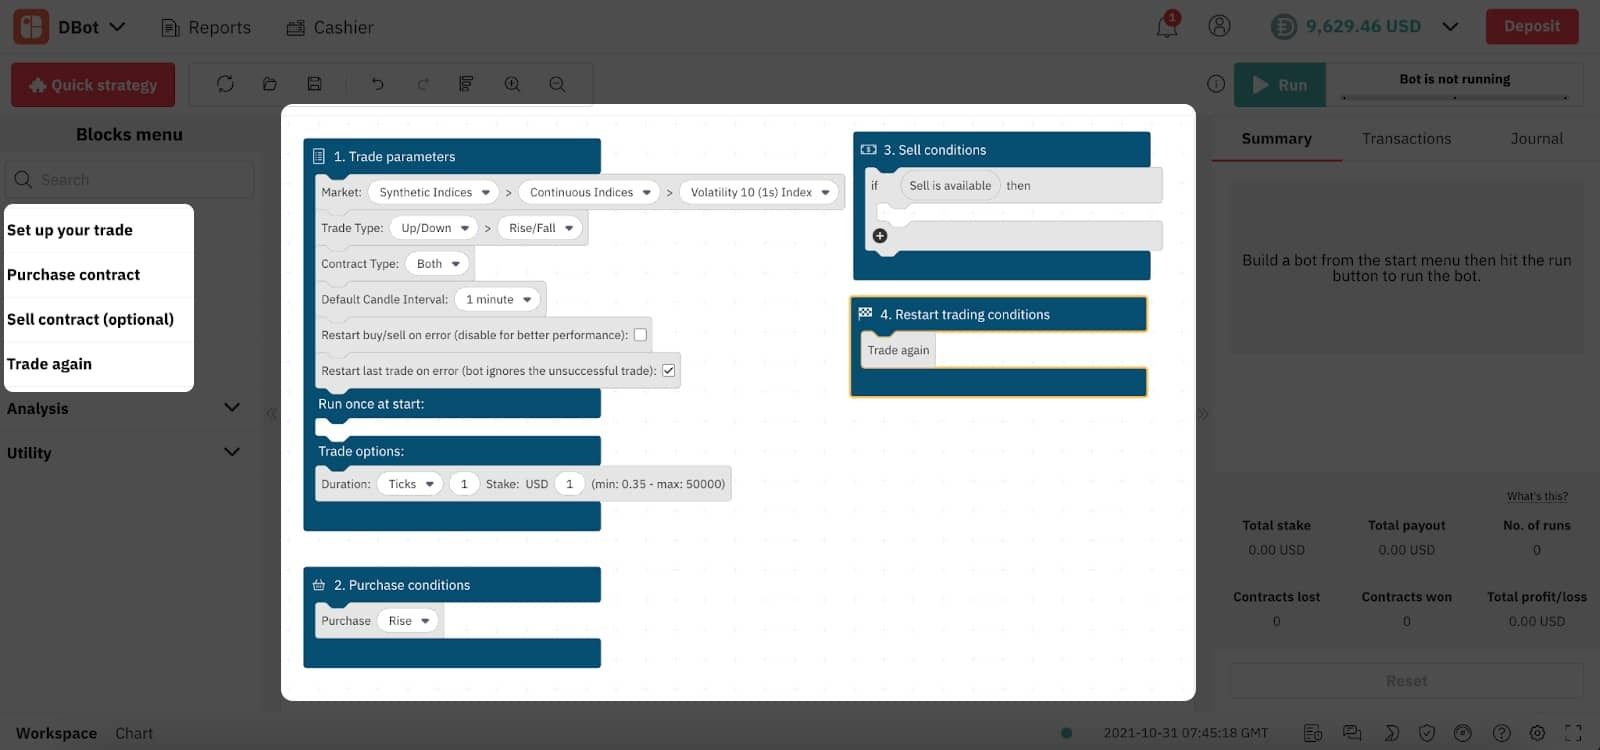 DBot
Reports
Cashier
1
9,629.46 USD
Deposit
Quick strategy
Run
Bot is not running
Blocks menu
Search
Set up your trade
Purchase contract
Sell contract (optional)
Trade again
Analysis
Utility
1. Trade parameters
Market: Synthetic Indices > Continuous Indices > Volatility 10 (1s) Index
Trade Type: Up/Down > Rise/Fall
Contract Type: Both
Default Candle Interval: 1 minute
Restart buy/sell on error (disable for better performance):
Restart last trade on error (bot ignores the unsuccessful trade):
Run once at start:
Trade options:
Duration: Ticks 1 Stake: USD 1 (min: 0.35 - max: 50000)
2. Purchase conditions
Purchase Rise
3. Sell conditions
if Sell is available then
4. Restart trading conditions
Trade again
Summary
Transactions
Journal
Build a bot from the start menu then hit the run
button to run the bot.
What's this?
Total stake Total payout No. of runs
0.00 USD 0.00 USD 0
Contracts lost Contracts won Total profit/loss
0 0 0.00 USD
Reset
Workspace Chart
2021-10-31 07:45:18 GMT